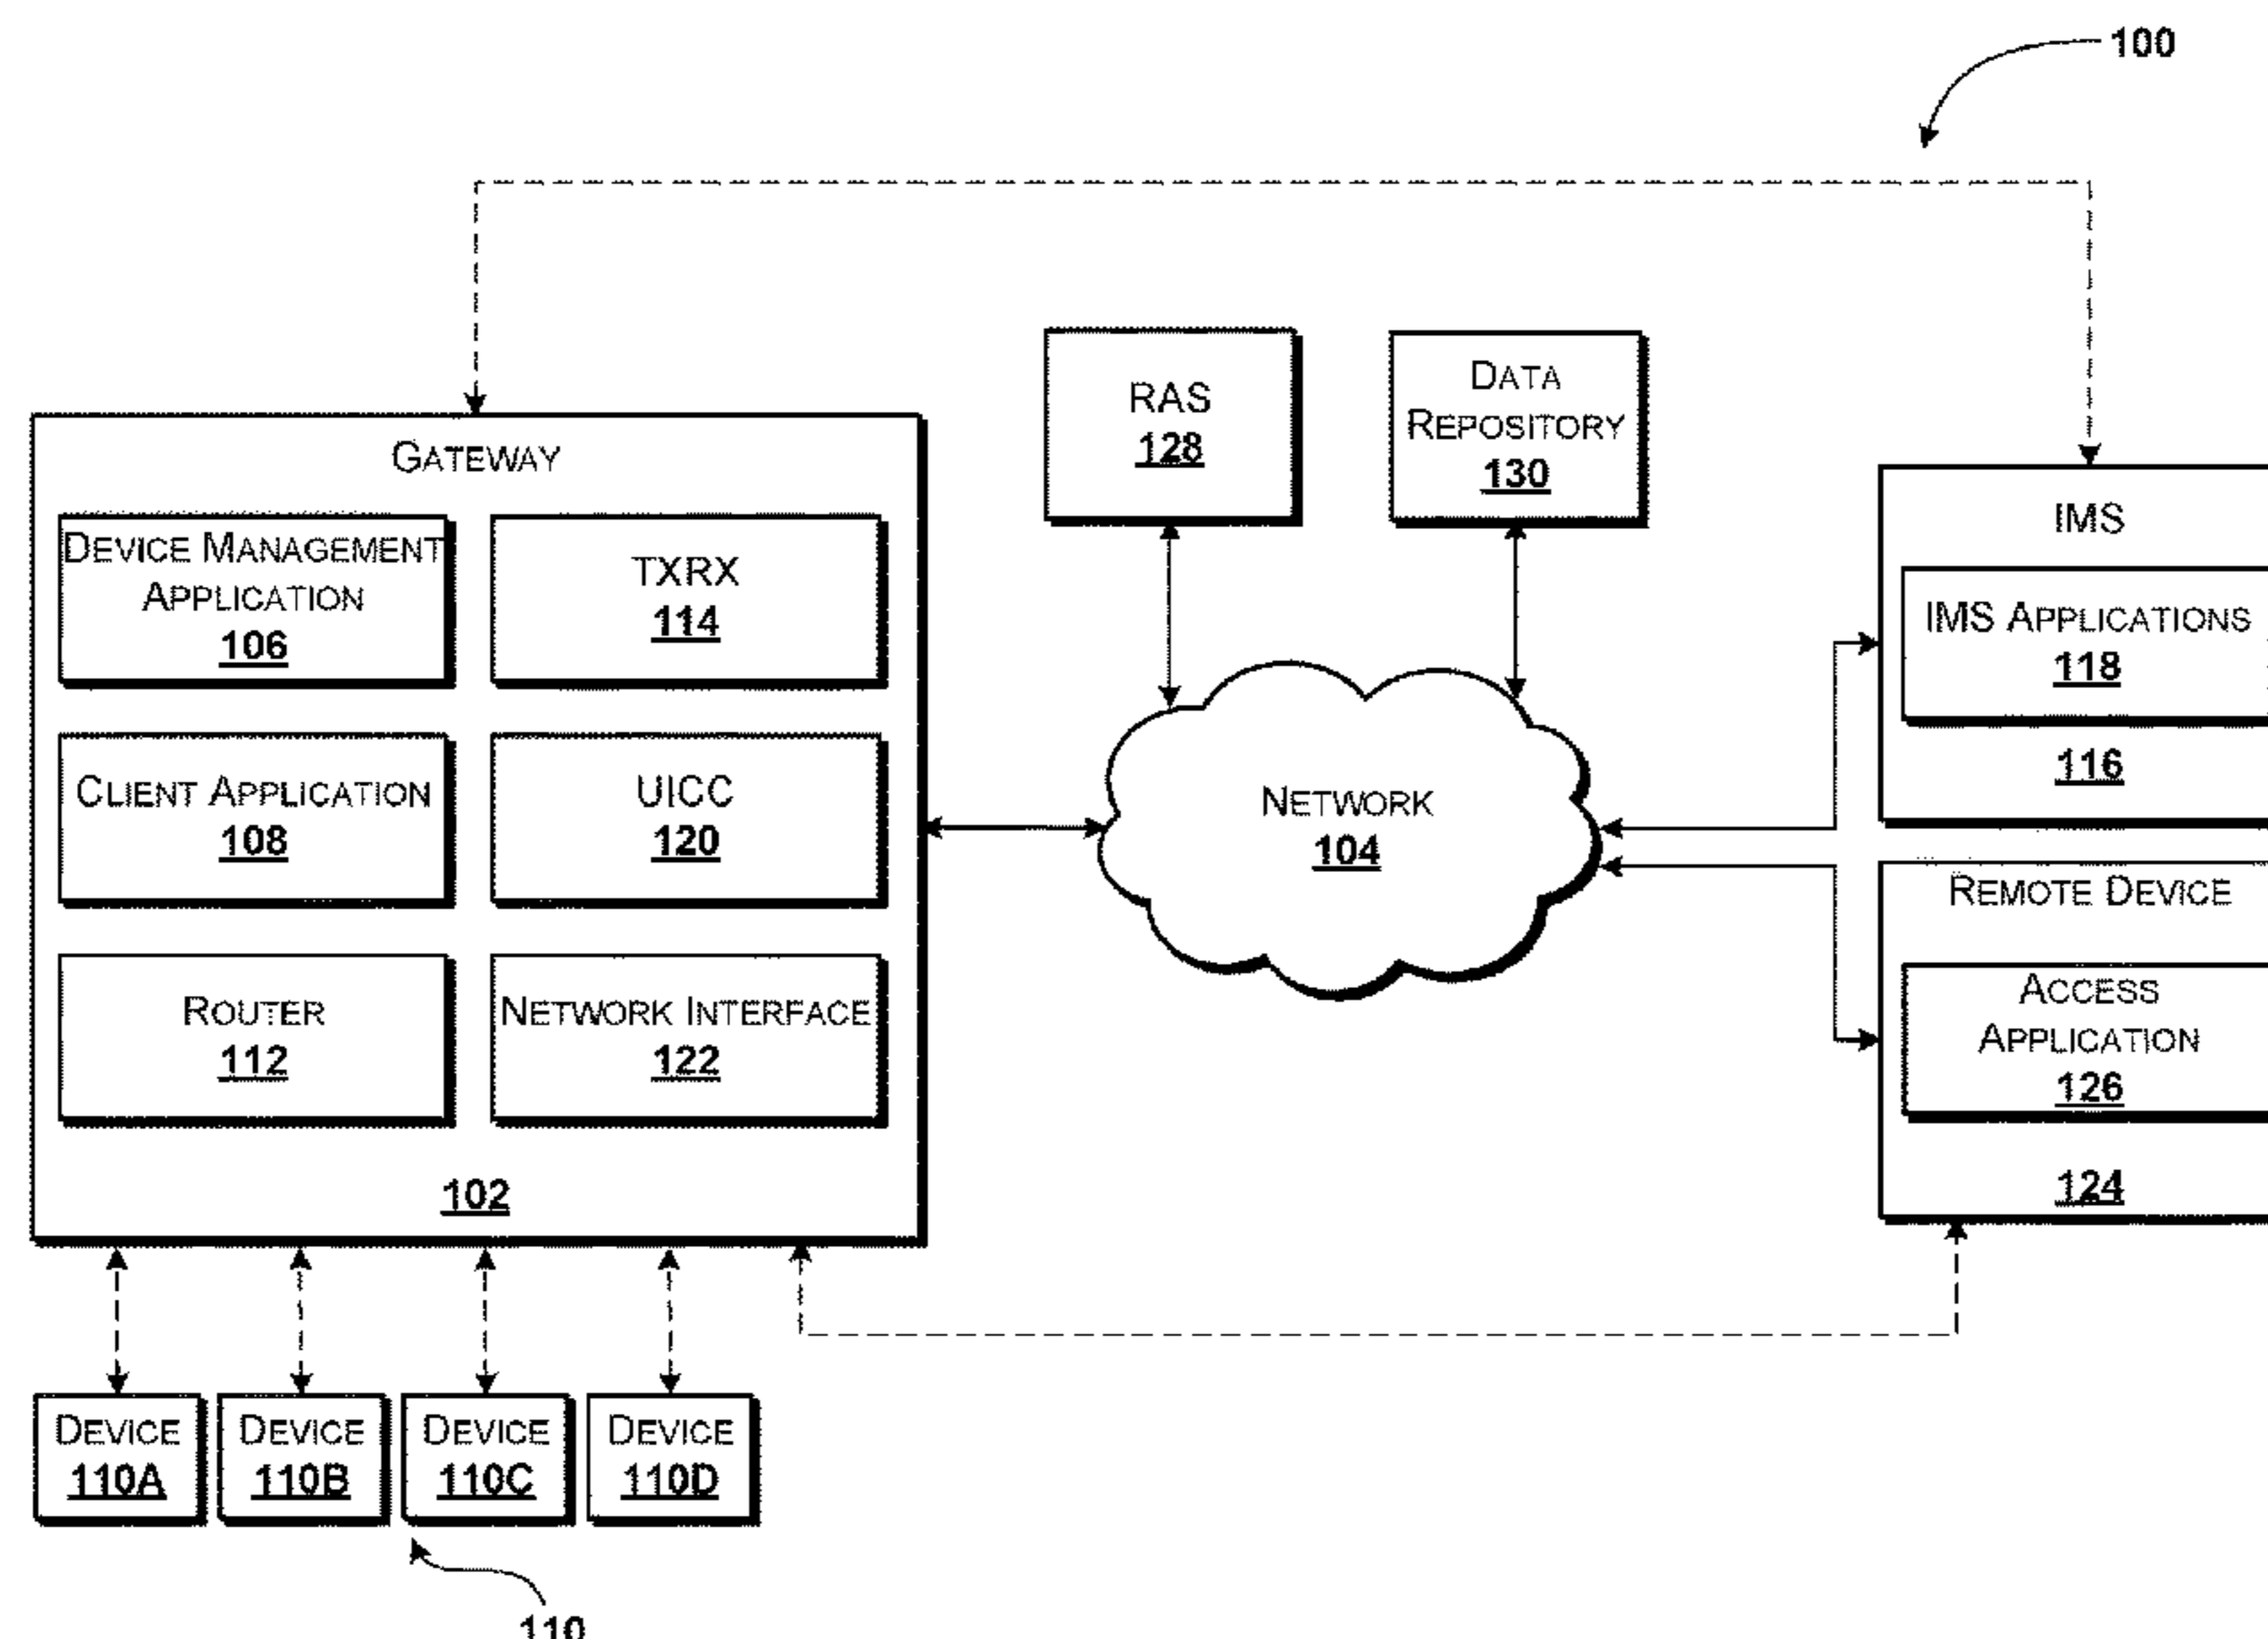 100
GATEWAY
DEVICE MANAGEMENT
APPLICATION
106
TXRX
114
CLIENT APPLICATION
108
UICC
120
ROUTER
112
NETWORK INTERFACE
122
102
RAS
128
DATA
REPOSITORY
130
NETWORK
104
IMS
IMS APPLICATIONS
118
116
REMOTE DEVICE
ACCESS
APPLICATION
126
124
DEVICE
110A
DEVICE
110B
DEVICE
110C
DEVICE
110D
110